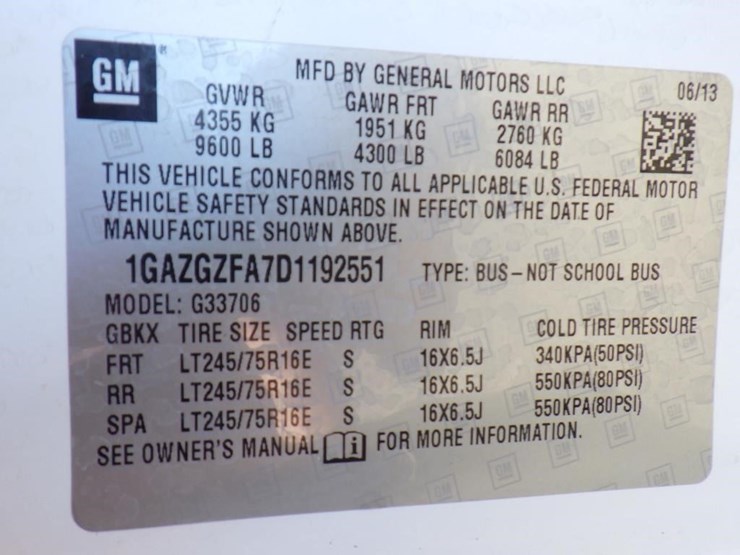 GM
MFD BY GENERAL MOTORS LLC 06/13
GVWR GAWR FRT GAWR RR
4355 KG 1951 KG 2760 KG
9600 LB 4300 LB 6084 LB
THIS VEHICLE CONFORMS TO ALL APPLICABLE U.S. FEDERAL MOTOR
VEHICLE SAFETY STANDARDS IN EFFECT ON THE DATE OF
MANUFACTURE SHOWN ABOVE.
1GAZGZFA7D1192551 TYPE: BUS – NOT SCHOOL BUS
MODEL: G33706
GBKX TIRE SIZE SPEED RTG RIM COLD TIRE PRESSURE
FRT LT245/75R16E S 16X6.5J 340KPA(50PSI)
RR LT245/75R16E S 16X6.5J 550KPA(80PSI)
SPA LT245/75R16E S 16X6.5J 550KPA(80PSI)
SEE OWNER'S MANUAL i FOR MORE INFORMATION.